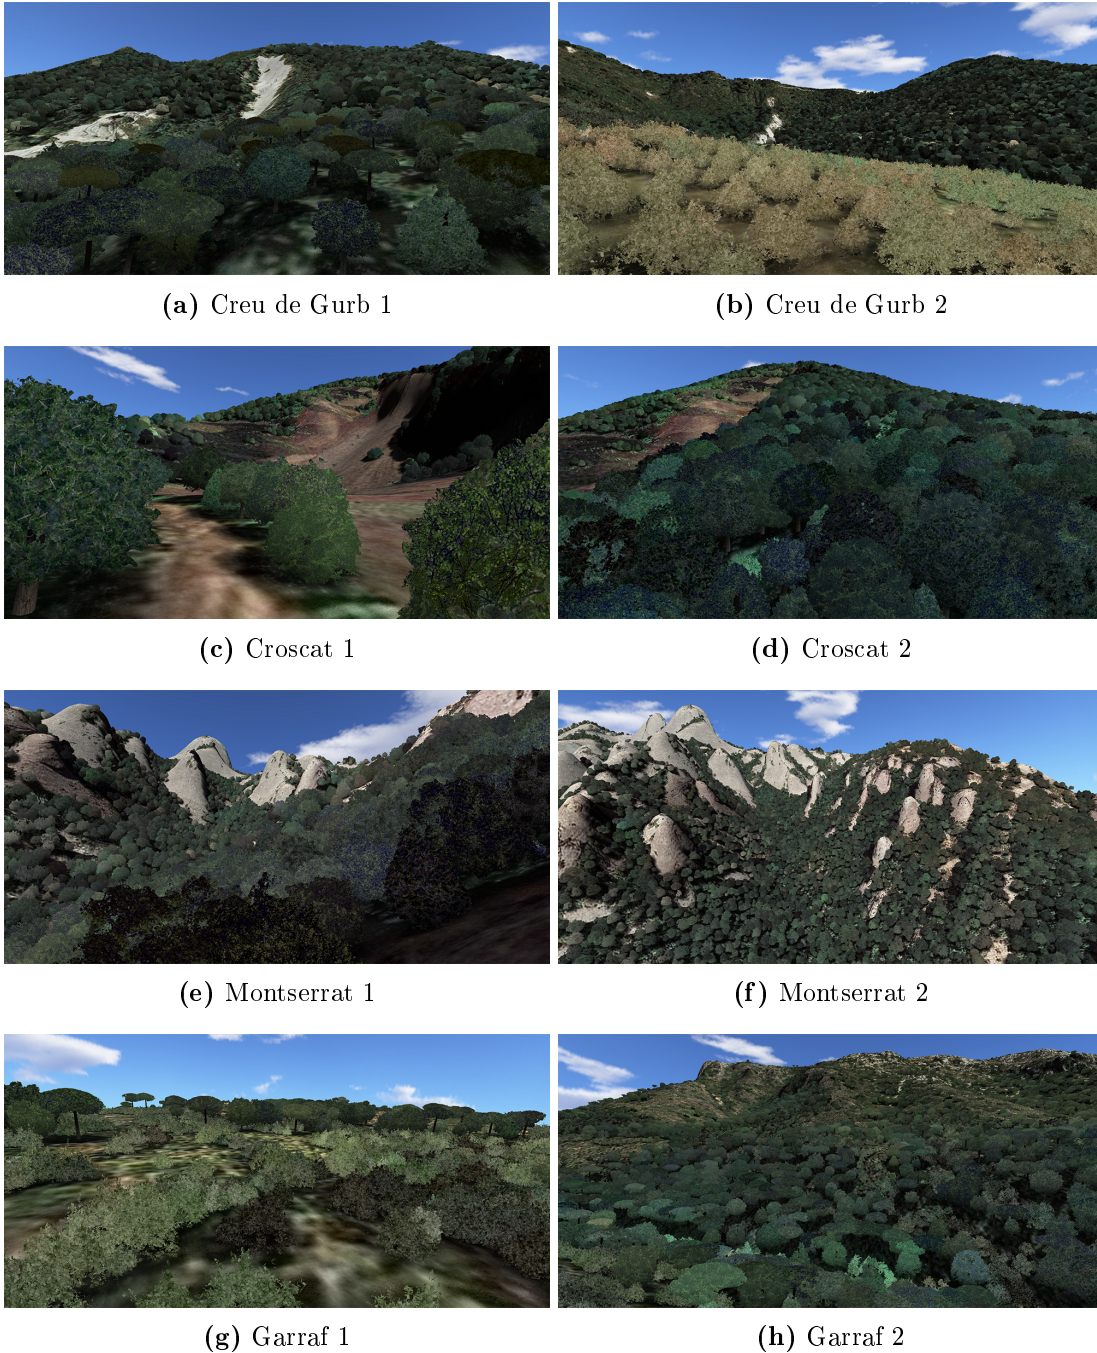 (a) Creu de Gurb 1
(b) Creu de Gurb 2
(c) Croscat 1
(d) Croscat 2
(e) Montserrat 1
(f) Montserrat 2
(g) Garraf 1
(h) Garraf 2